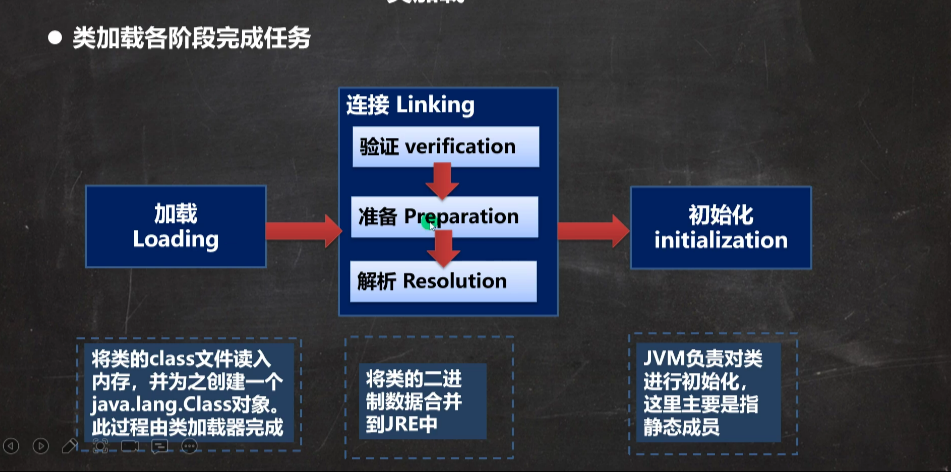 ● 类加载各阶段完成任务
连接 Linking
验证 verification
准备 Preparation
解析 Resolution
加载
Loading
初始化
initialization
将类的class文件读入
内存，并为之创建一个
java.lang.Class对象。
此过程由类加载器完成
将类的二进
制数据合并
到JRE中
JVM负责对类
进行初始化，
这里主要是指
静态成员